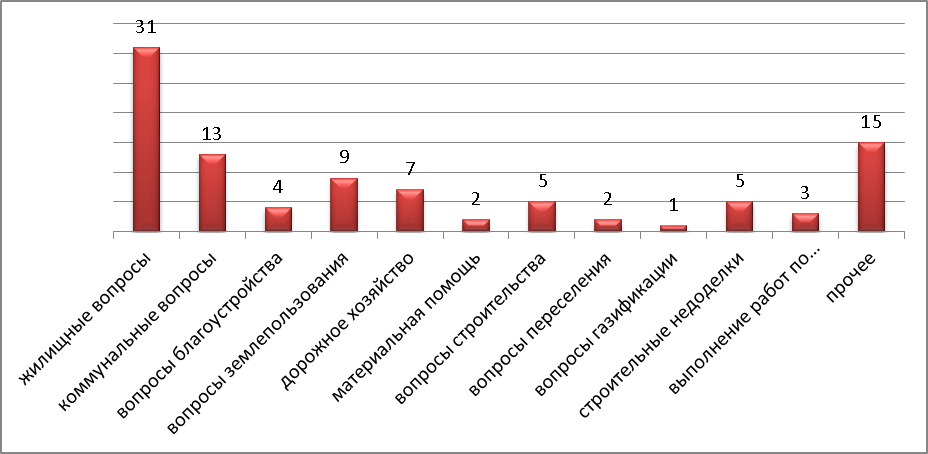 31
13
4
9
7
2
5
2
1
5
3
15
жилищные вопросы
коммунальные вопросы
вопросы благоустройства
вопросы землепользования
дорожное хозяйство
материальная помощь
вопросы строительства
вопросы переселения
вопросы газификации
строительные недоделки
выполнение работ по...
прочее